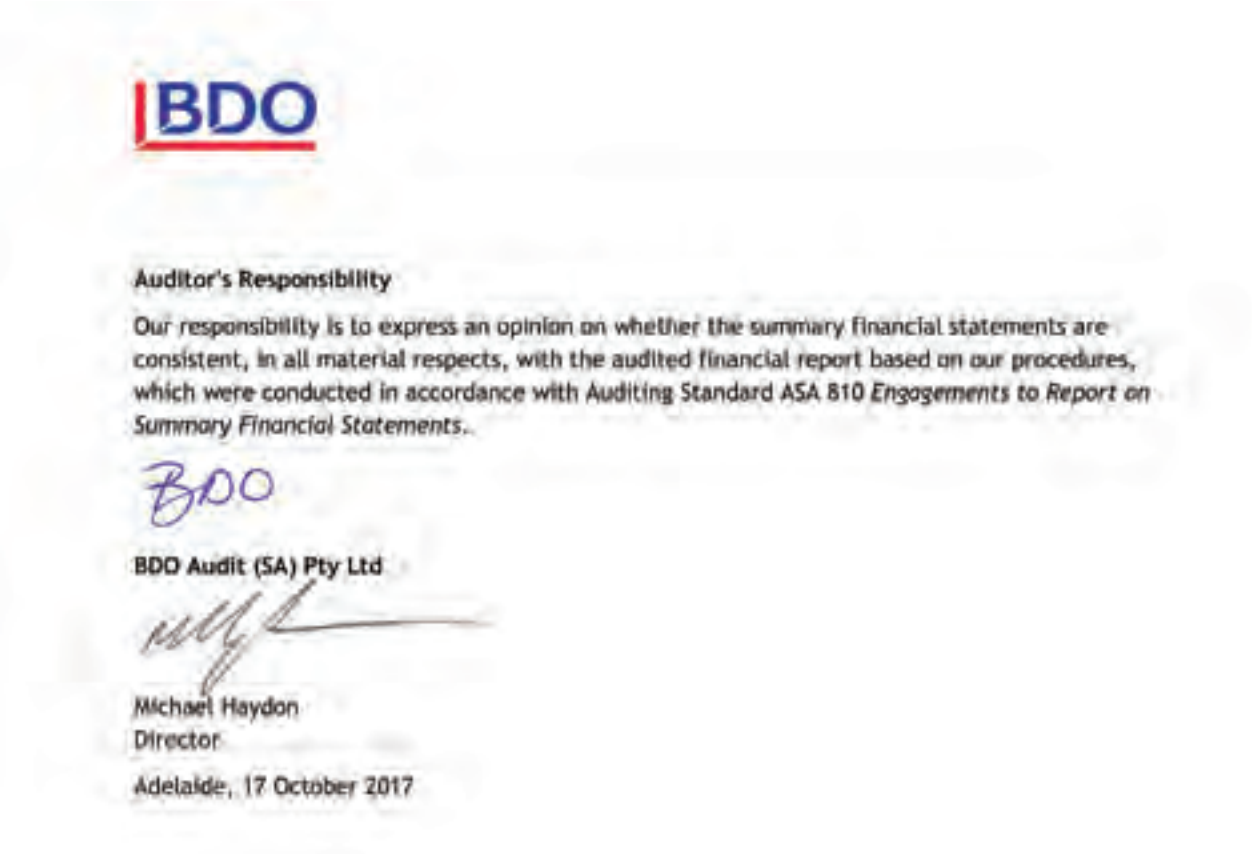 BDO
Auditor's Responsibility
Our responsibility is to express an opinion on whether the summary financial statements are
consistent, in all material respects, with the audited financial report based on our procedures,
which were conducted in accordance with Auditing Standard ASA 810 Engagements to Report on
Summary Financial Statements.
BDO
BDO Audit (SA) Pty Ltd
Michael Haydon
Director
Adelaide, 17 October 2017